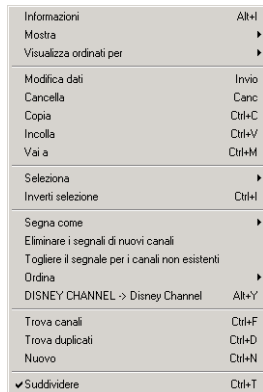 Informazioni Alt+I
Mostra
Visualizza ordinati per
Modifica dati Invio
Cancella Canc
Copia Ctrl+C
Incolla Ctrl+V
Vai a Ctrl+M
Seleziona
Inverti selezione Ctrl+I
Segna come
Eliminare i segnali di nuovi canali
Togliere il segnale per i canali non esistenti
Ordina
DISNEY CHANNEL -> Disney Channel Alt+Y
Trova canali Ctrl+F
Trova duplicati Ctrl+D
Nuovo Ctrl+N
Suddividere Ctrl+T